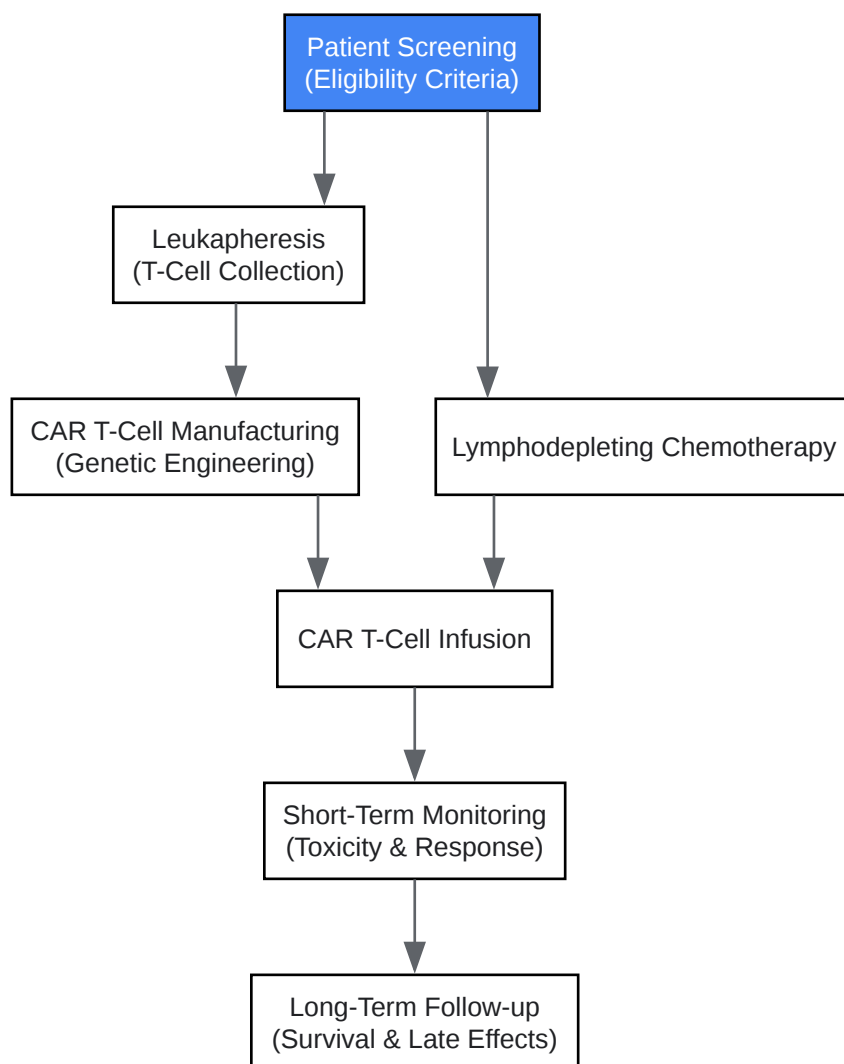 Patient Screening
(Eligibility Criteria)
Leukapheresis
(T-Cell Collection)
CAR T-Cell Manufacturing
(Genetic Engineering)
Lymphodepleting Chemotherapy
CAR T-Cell Infusion
Short-Term Monitoring
(Toxicity & Response)
Long-Term Follow-up
(Survival & Late Effects)